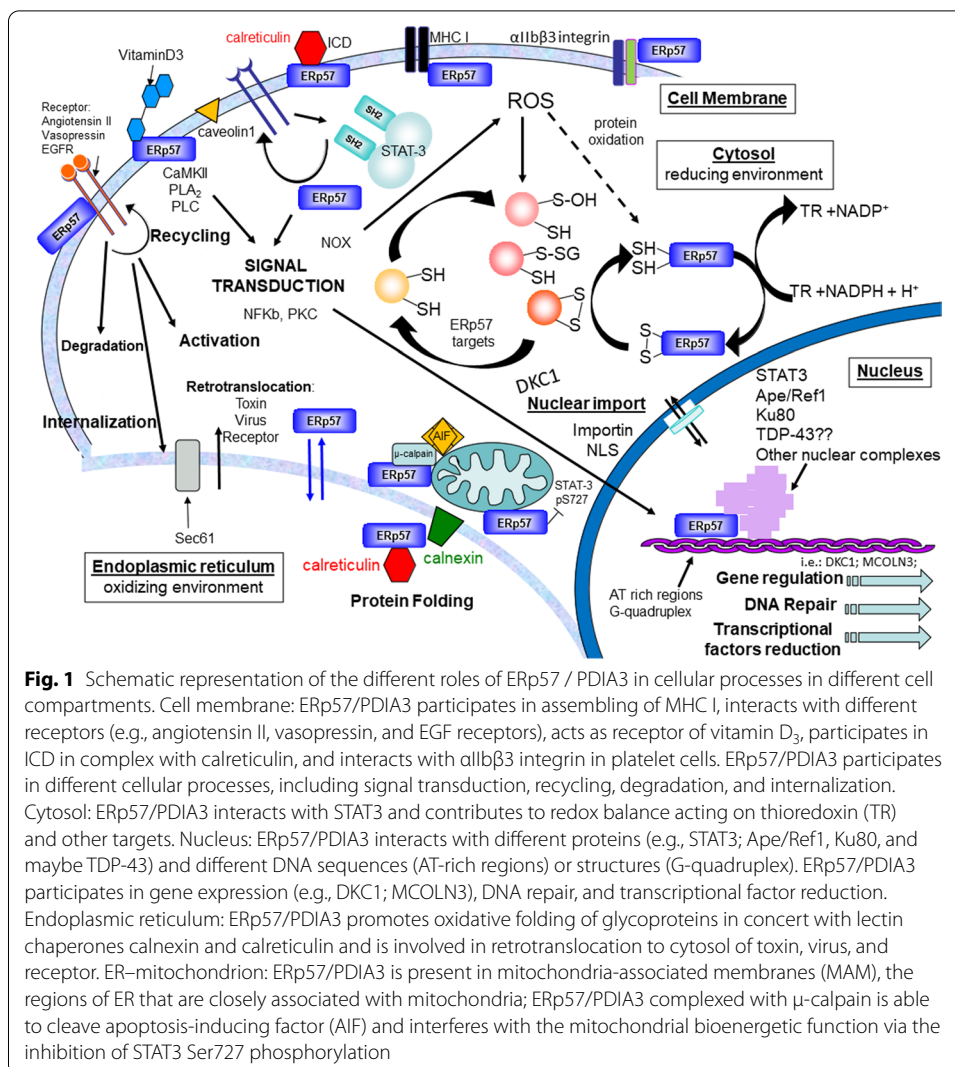 VitaminD3
calreticulin
ICD
ERp57
MHC I
ERp57
αIIbβ3 integrin
ERp57
Cell Membrane
Receptor:
Angiotensin II
Vasopressin
EGFR
caveolin1
ERp57
SH2
SH2
STAT-3
ROS
protein
oxidation
Cytosol
reducing environment
CaMKII
PLA2
PLC
ERp57
ERp57
Recycling
NOX
SIGNAL
TRANSDUCTION
NFKb, PKC
S-OH
SH
S-SG
SH
S
S
SH
SH
ERp57
targets
SH
SH
ERp57
TR +NADP+
TR +NADPH + H+
S
S
ERp57
Degradation
Activation
Internalization
Retrotranslocation:
Toxin
Virus
Receptor
ERp57
DKC1
Nuclear import
Importin
NLS
Nucleus
STAT3
Ape/Ref1
Ku80
TDP-43??
Other nuclear complexes
AIF
μ-calpain
ERp57
STAT-3
pS727
ERp57
Sec61
Endoplasmic reticulum
oxidizing environment
ERp57
calreticulin
calnexin
Protein Folding
ERp57
AT rich regions
G-quadruplex
i.e.: DKC1; MCOLN3;
Gene regulation
DNA Repair
Transcriptional
factors reduction
Fig. 1 Schematic representation of the different roles of ERp57 / PDIA3 in cellular processes in different cell
compartments. Cell membrane: ERp57/PDIA3 participates in assembling of MHC I, interacts with different
receptors (e.g., angiotensin II, vasopressin, and EGF receptors), acts as receptor of vitamin D3, participates in
ICD in complex with calreticulin, and interacts with αIIbβ3 integrin in platelet cells. ERp57/PDIA3 participates
in different cellular processes, including signal transduction, recycling, degradation, and internalization.
Cytosol: ERp57/PDIA3 interacts with STAT3 and contributes to redox balance acting on thioredoxin (TR)
and other targets. Nucleus: ERp57/PDIA3 interacts with different proteins (e.g., STAT3; Ape/Ref1, Ku80, and
maybe TDP-43) and different DNA sequences (AT-rich regions) or structures (G-quadruplex). ERp57/PDIA3
participates in gene expression (e.g., DKC1; MCOLN3), DNA repair, and transcriptional factor reduction.
Endoplasmic reticulum: ERp57/PDIA3 promotes oxidative folding of glycoproteins in concert with lectin
chaperones calnexin and calreticulin and is involved in retrotranslocation to cytosol of toxin, virus, and
receptor. ER–mitochondrion: ERp57/PDIA3 is present in mitochondria-associated membranes (MAM), the
regions of ER that are closely associated with mitochondria; ERp57/PDIA3 complexed with μ-calpain is able
to cleave apoptosis-inducing factor (AIF) and interferes with the mitochondrial bioenergetic function via the
inhibition of STAT3 Ser727 phosphorylation